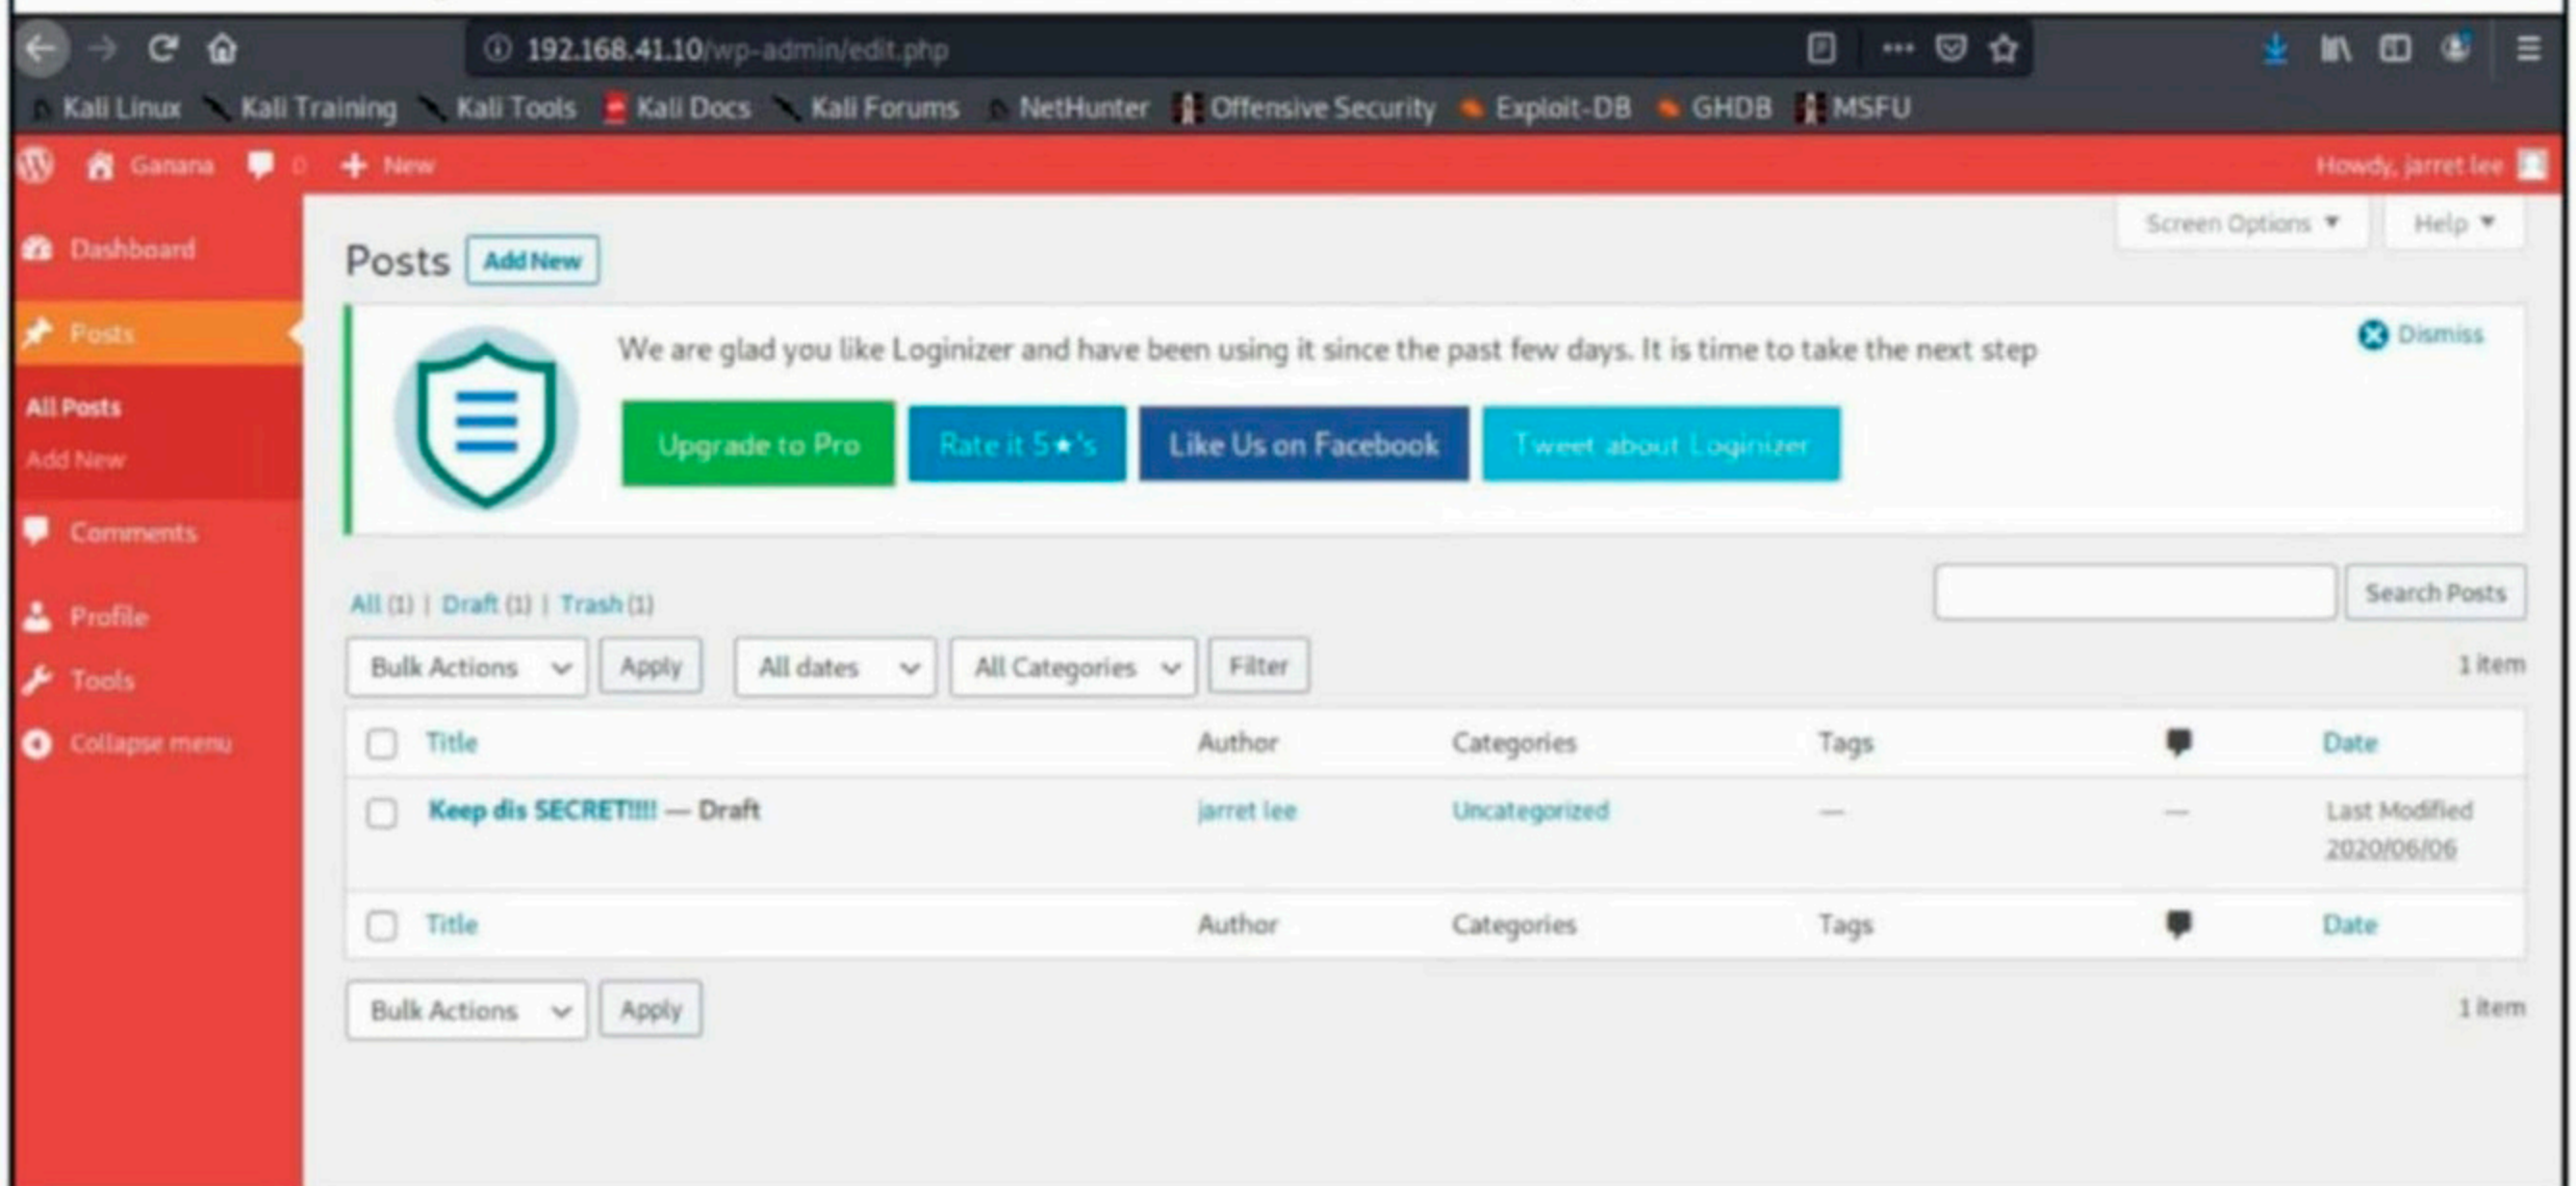 192.168.41.10/wp-admin/edit.php
Kali Linux Kali Training Kali Tools Kali Docs Kali Forums NetHunter Offensive Security Exploit-DB GHDB MSFU
Ganana 0 New Howdy, jarret lee
Screen Options Help
Dashboard
Posts Add New
Posts
We are glad you like Loginizer and have been using it since the past few days. It is time to take the next step
Dismiss
Upgrade to Pro Rate it 5★'s Like Us on Facebook Tweet about Loginizer
All Posts
Add New
Comments
Profile
Tools
Collapse menu
All (1) | Draft (1) | Trash (1)
Search Posts
Bulk Actions Apply All dates All Categories Filter 1 item
Title Author Categories Tags Date
Keep dis SECRET!!!! — Draft jarret lee Uncategorized — — Last Modified
2020/06/06
Title Author Categories Tags Date
Bulk Actions Apply 1 item